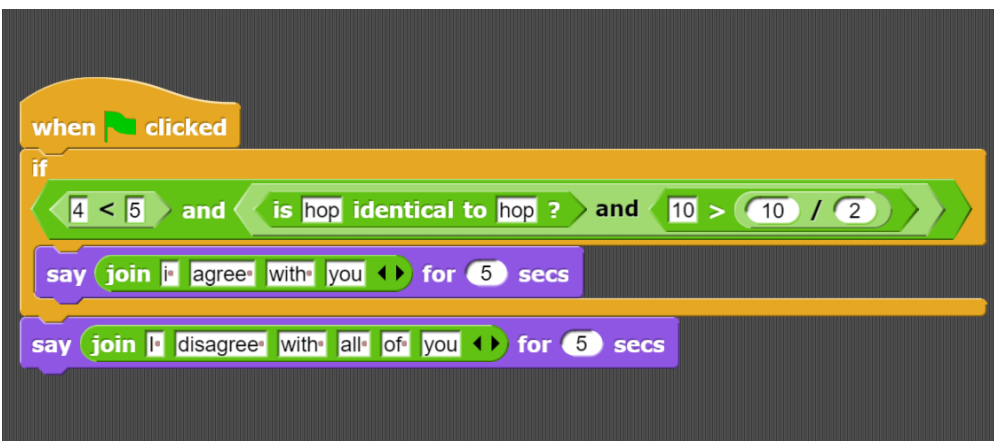 when clicked
if
4 < 5 and is hop identical to hop ? and 10 > 10 / 2
say join i agree with you for 5 secs
say join I disagree with all of you for 5 secs